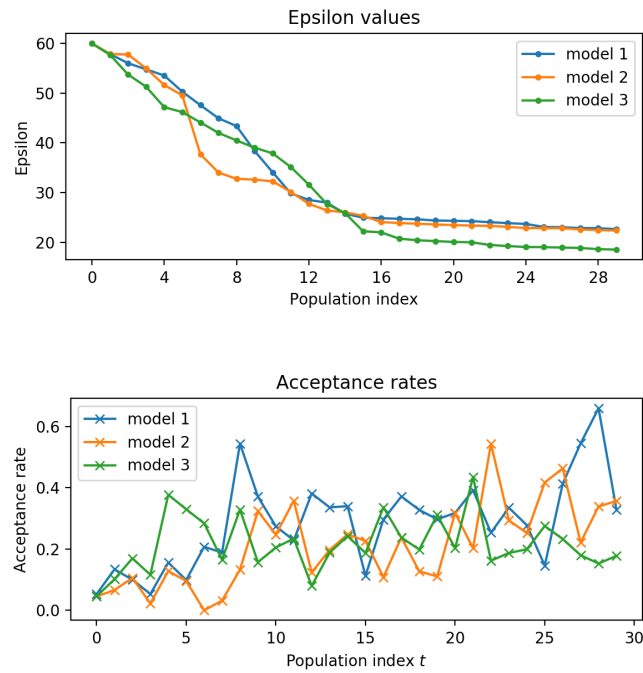 Epsilon values
60
50
40
30
20
Epsilon
model 1
model 2
model 3
0 4 8 12 16 20 24 28
Population index
Acceptance rates
0.6
0.4
0.2
0.0
Acceptance rate
model 1
model 2
model 3
0 5 10 15 20 25 30
Population index t